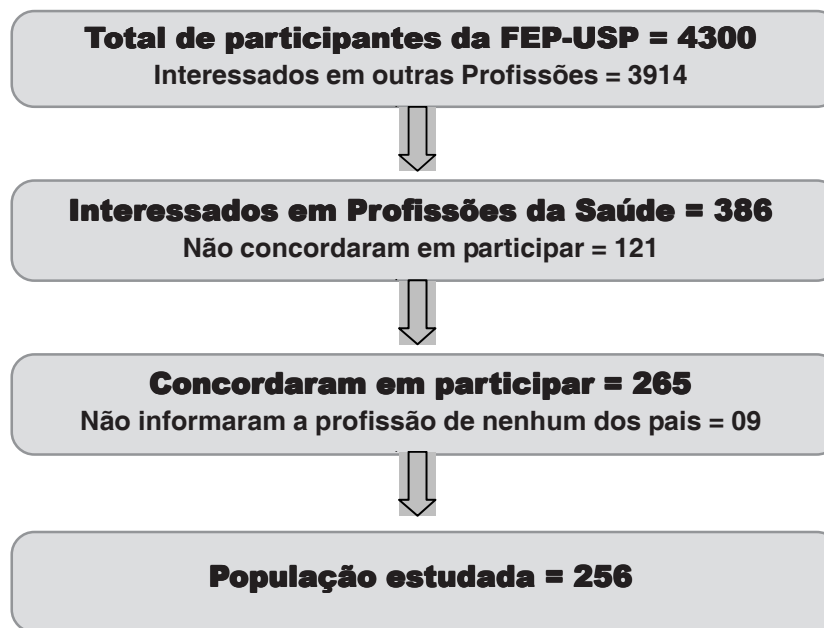 Total de participantes da FEP-USP = 4300
Interessados em outras Profissões = 3914
Interessados em Profissões da Saúde = 386
Não concordaram em participar = 121
Concordaram em participar = 265
Não informaram a profissão de nenhum dos pais = 09
População estudada = 256